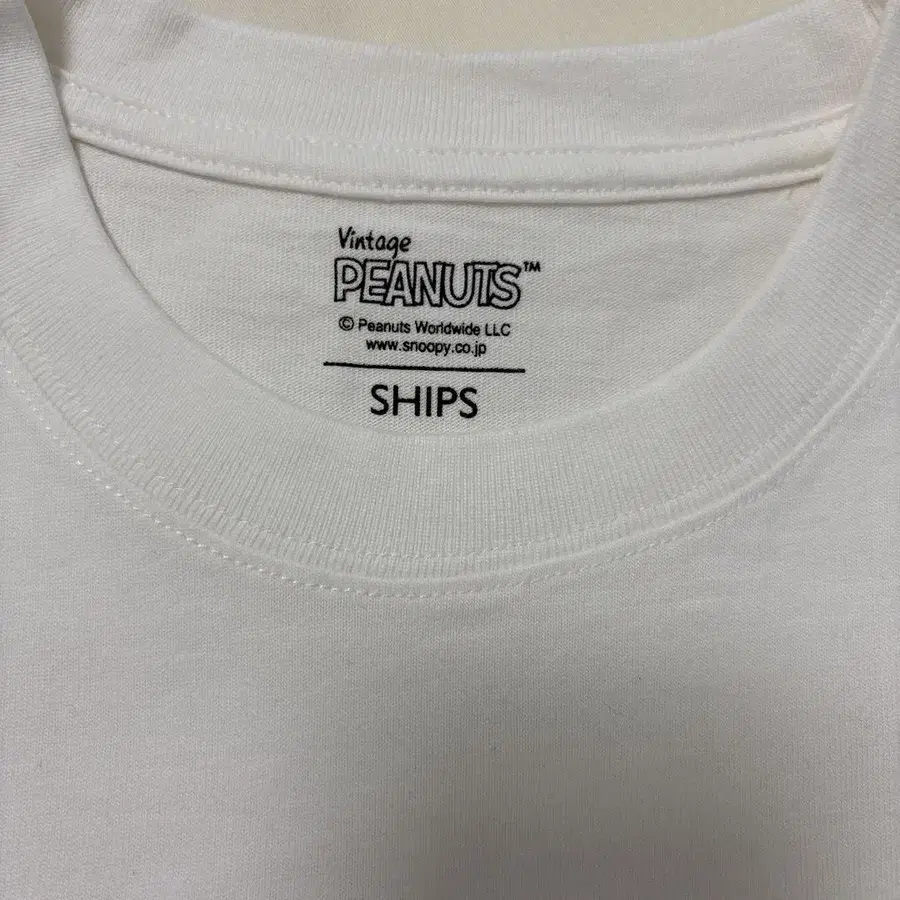 Vintage
PEANUTS™
© Peanuts Worldwide LLC
www.snoopy.co.jp
SHIPS